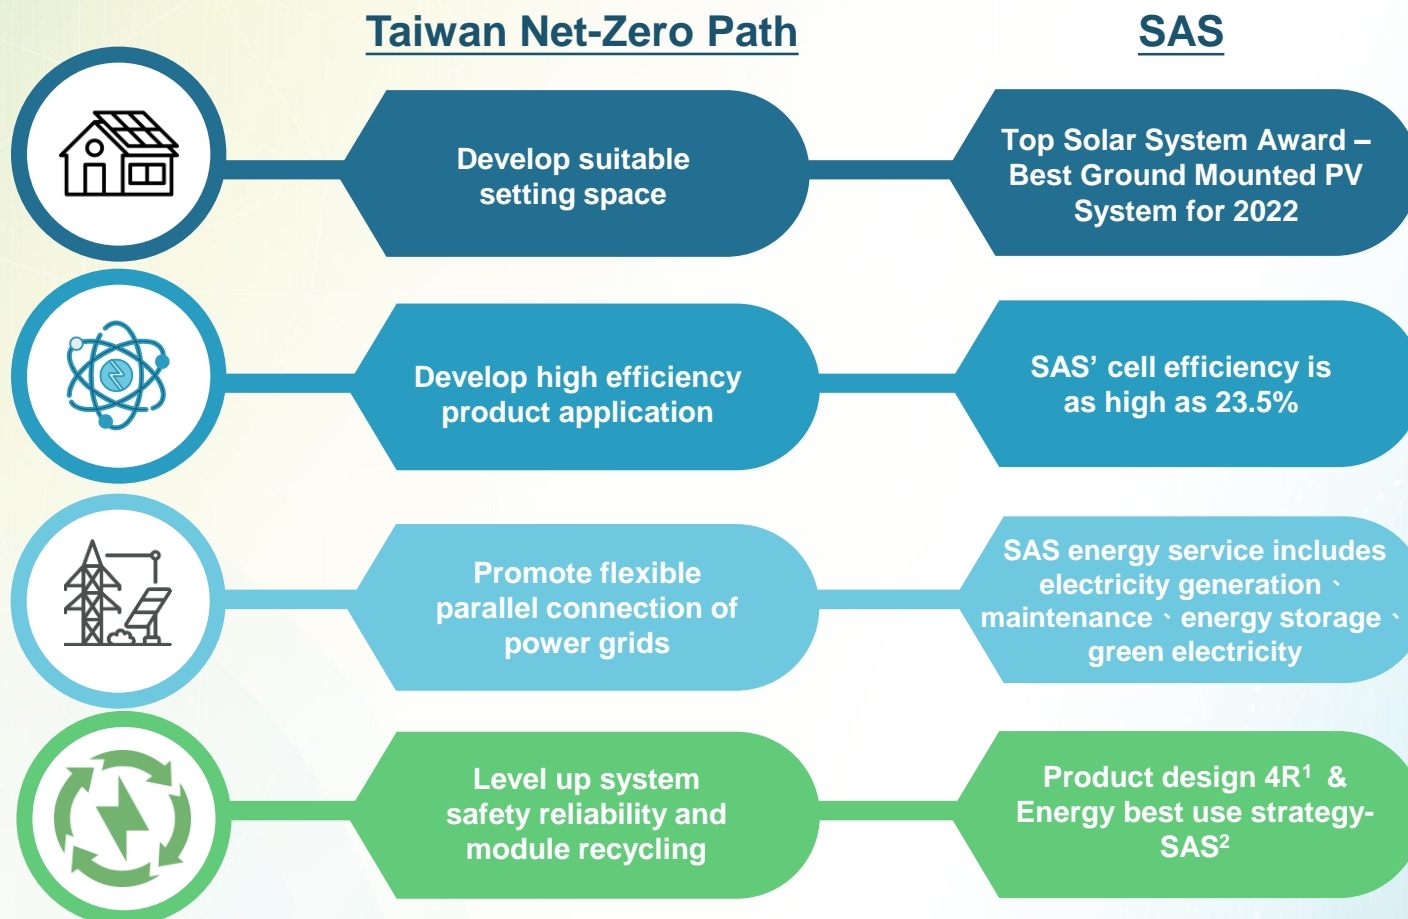 Taiwan Net-Zero Path
SAS
Develop suitable
setting space
Top Solar System Award –
Best Ground Mounted PV
System for 2022
Develop high efficiency
product application
SAS’ cell efficiency is
as high as 23.5%
Promote flexible
parallel connection of
power grids
SAS energy service includes
electricity generation、
maintenance、energy storage、
green electricity
Level up system
safety reliability and
module recycling
Product design 4R¹ &
Energy best use strategy-
SAS²